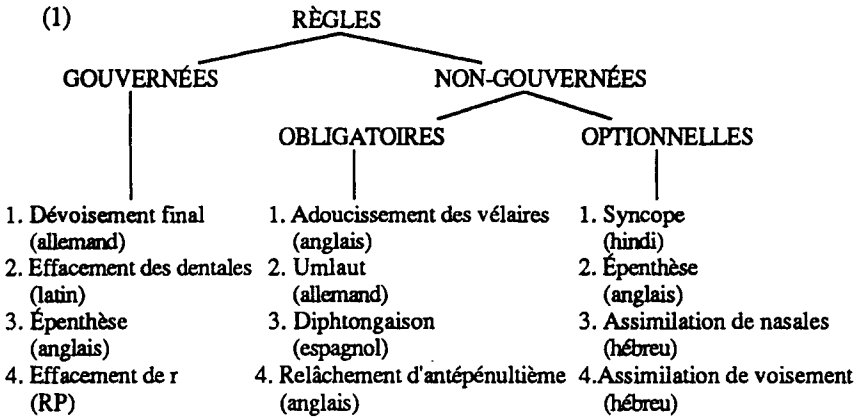 (1) RÈGLES
GOUVERNÉES NON-GOUVERNÉES
OBLIGATOIRES OPTIONNELLES
1. Dévoisement final 1. Adoucissement des vélaires 1. Syncope
(allemand) (anglais) (hindi)
2. Effacement des dentales 2. Umlaut 2. Épenthèse
(latin) (allemand) (anglais)
3. Épenthèse 3. Diphtongaison 3. Assimilation de nasales
(anglais) (espagnol) (hébreu)
4. Effacement de r 4. Relâchement d'antépénultième 4.Assimilation de voisement
(RP) (anglais) (hébreu)